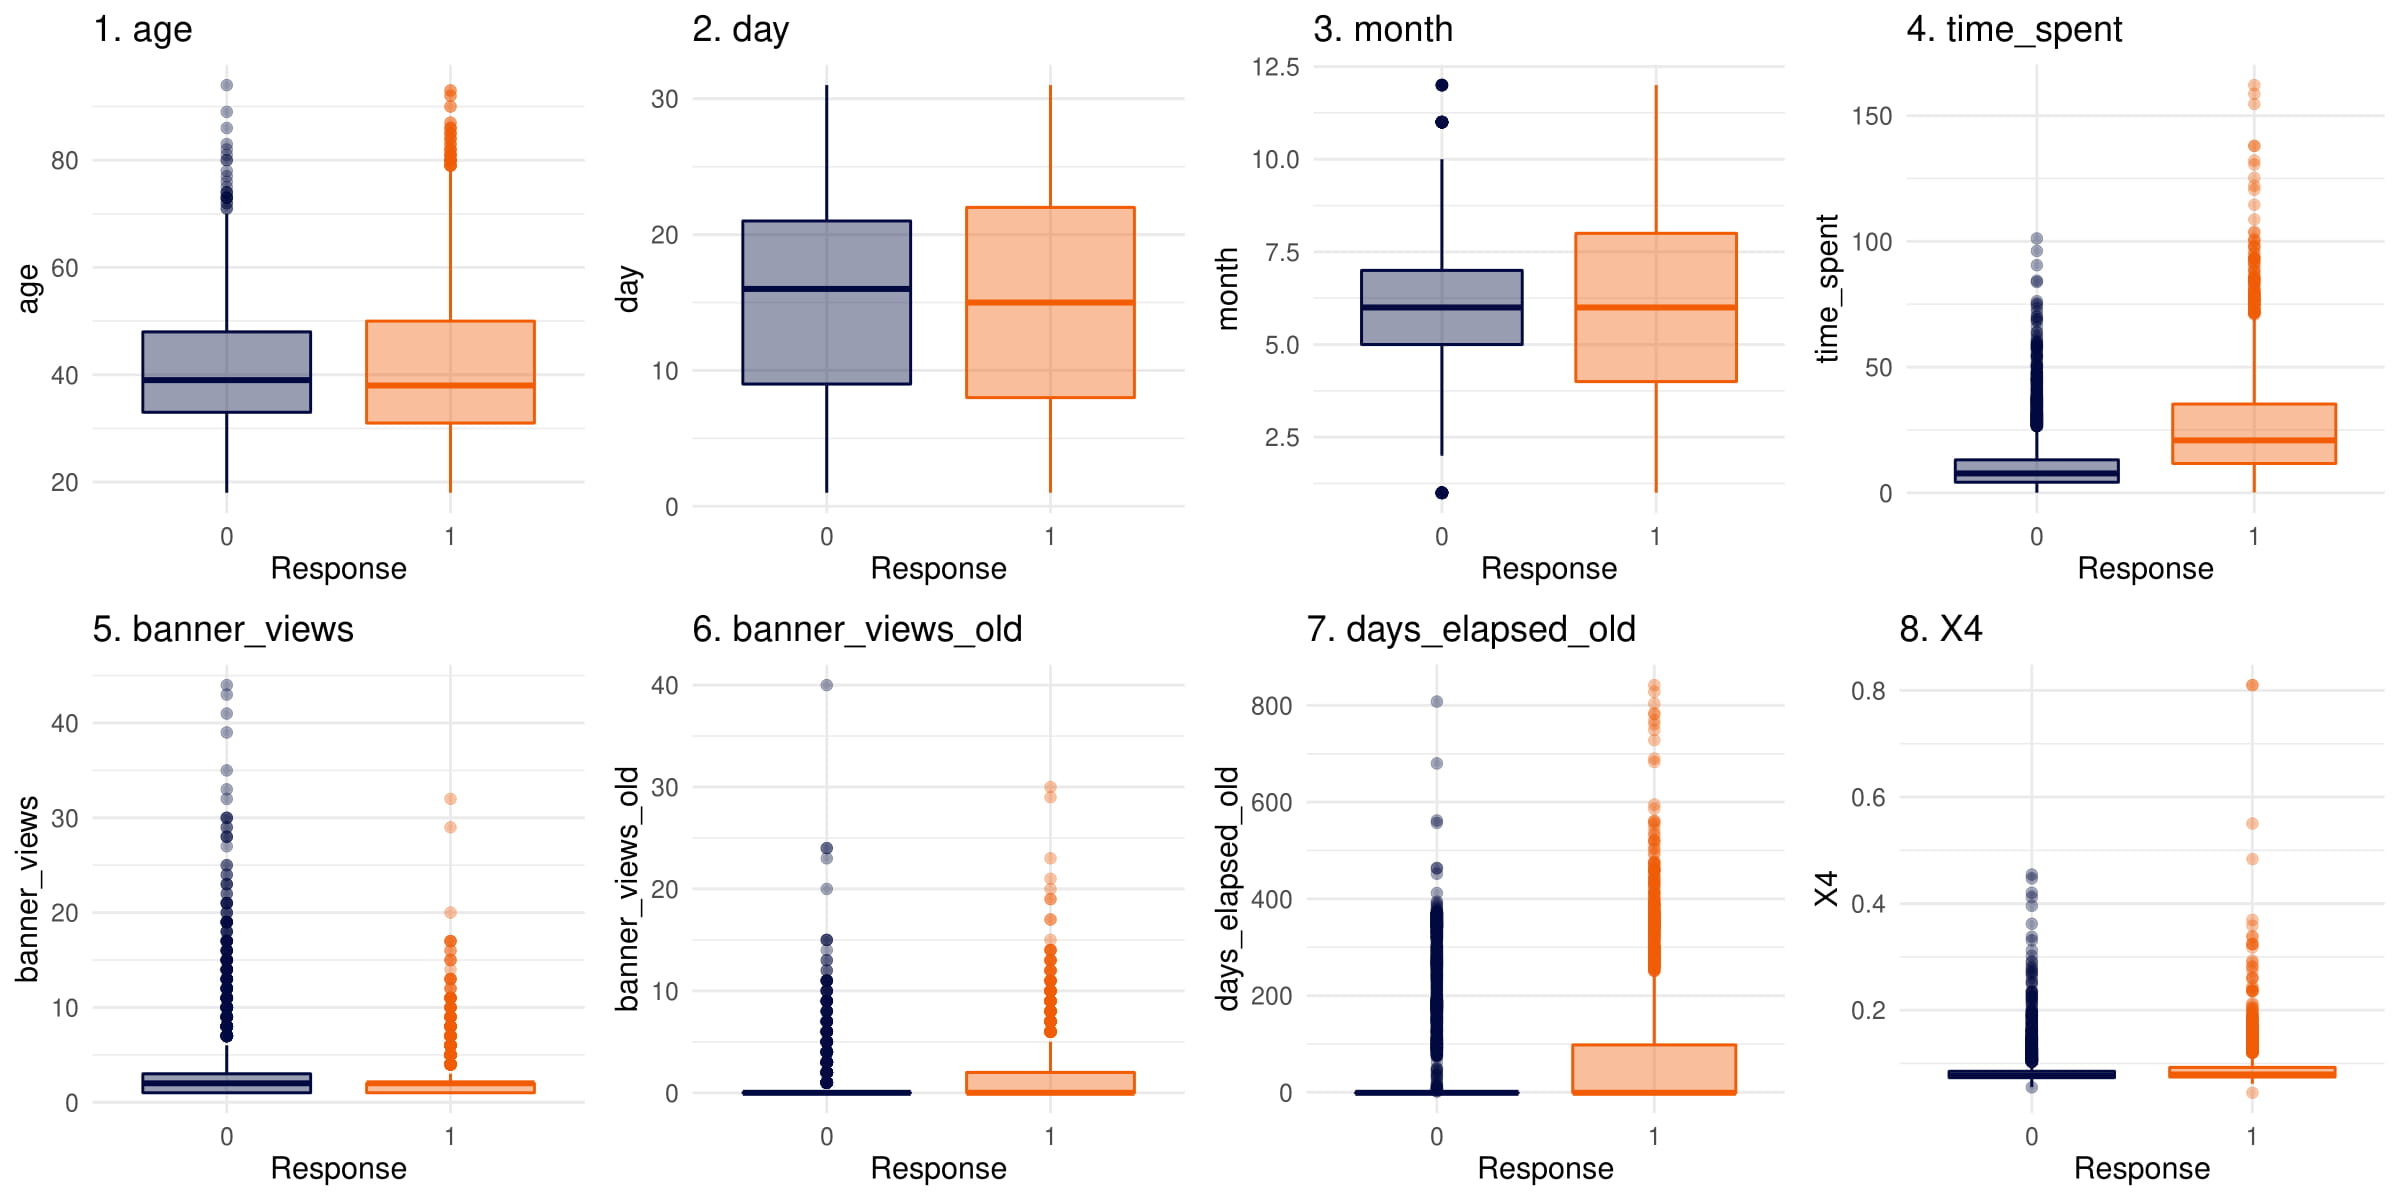 1. age
2. day
3. month
4. time_spent
age
80
60
40
20
0
1
Response
day
30
20
10
0
0
1
Response
month
12.5
10.0
7.5
5.0
2.5
0
1
Response
time_spent
150
100
50
0
0
1
Response
5. banner_views
6. banner_views_old
7. days_elapsed_old
8. X4
banner_views
40
30
20
10
0
0
1
Response
banner_views_old
40
30
20
10
0
0
1
Response
days_elapsed_old
800
600
400
200
0
0
1
Response
X4
0.8
0.6
0.4
0.2
0
1
Response